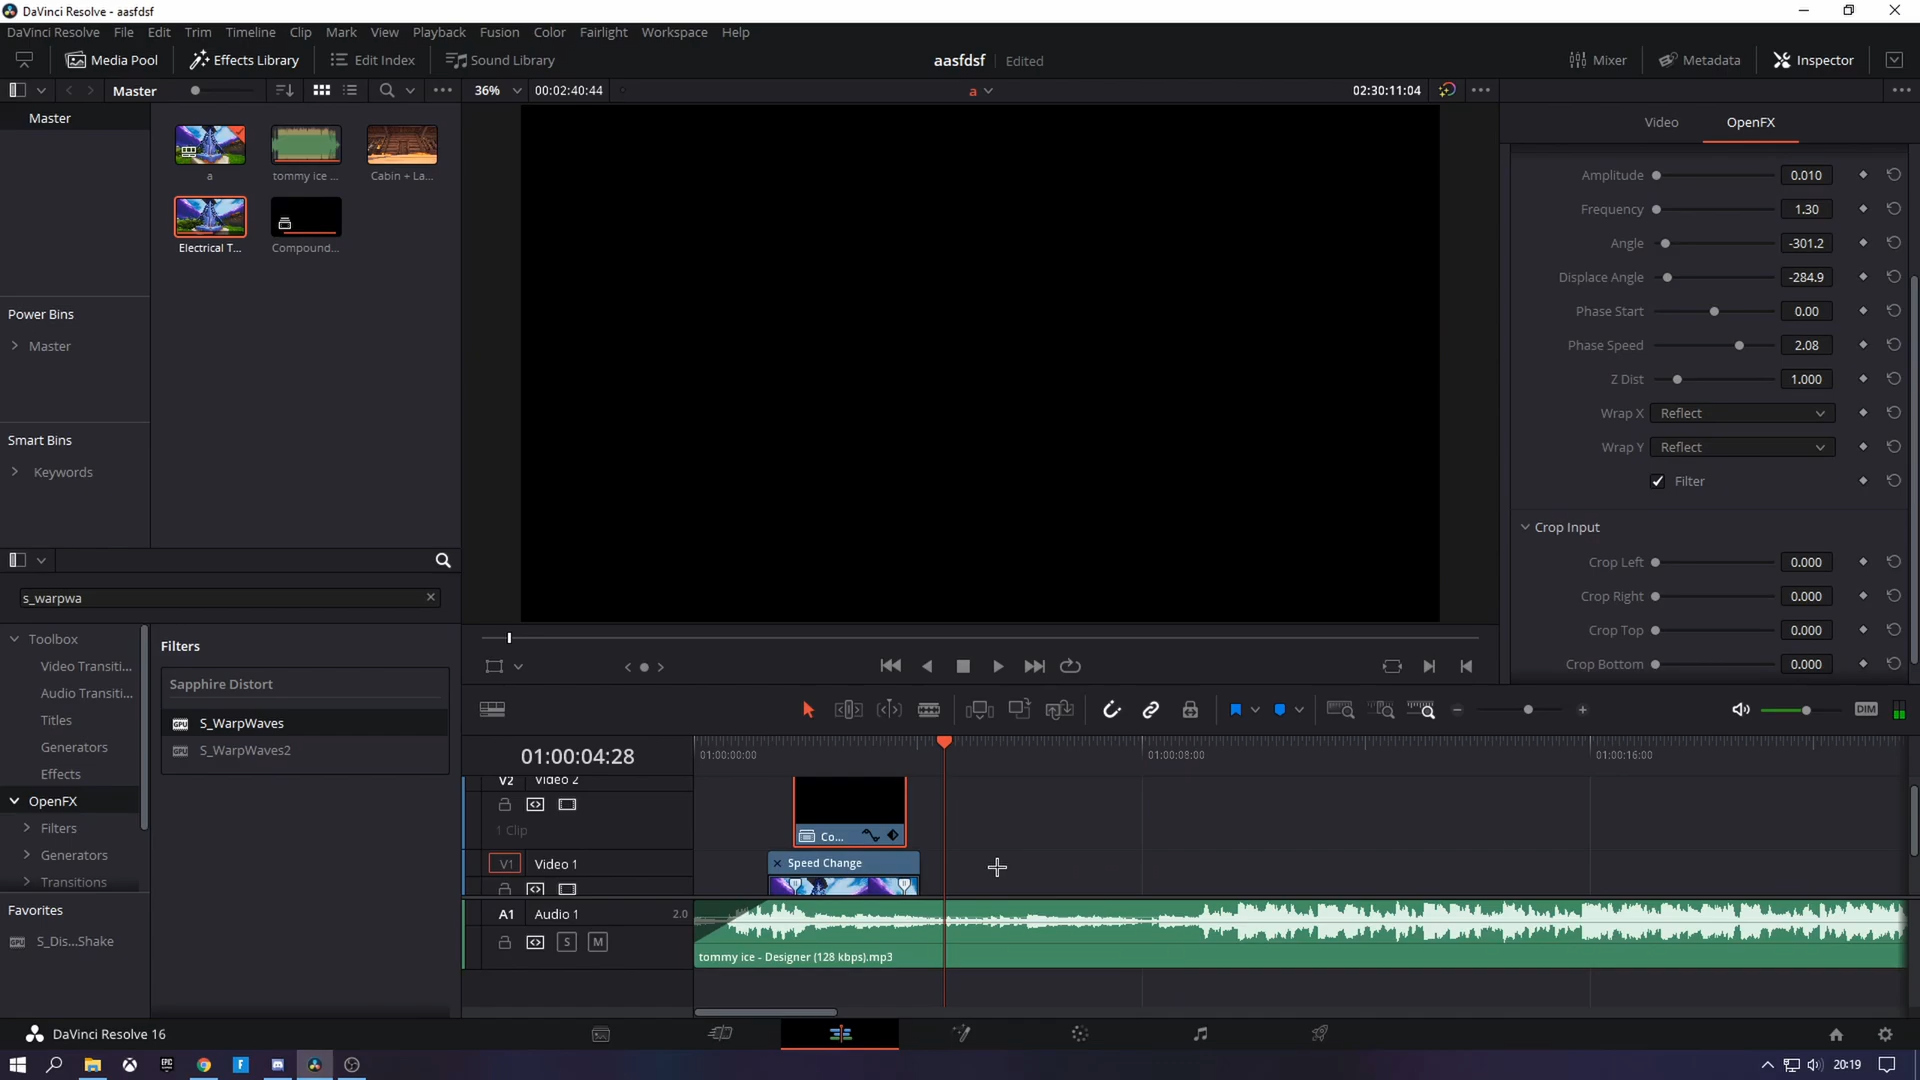 DaVinci Resolve - aasfdsf
DaVinci Resolve File Edit Trim Timeline Clip Mark View Playback Fusion Color Fairlight Workspace Help
Media Pool Effects Library Edit Index Sound Library aasfdsf Edited Mixer Metadata Inspector
Master 36% 00:02:40:44 a 02:30:11:04
Master
a
tommy ice ...
Cabin + La...
Electrical T...
Compound...
Power Bins
Master
Smart Bins
Keywords
Video OpenFX
Amplitude 0.010
Frequency 1.30
Angle -301.2
Displace Angle -284.9
Phase Start 0.00
Phase Speed 2.08
Z Dist 1.000
Wrap X Reflect
Wrap Y Reflect
Filter
Crop Input
Crop Left 0.000
Crop Right 0.000
Crop Top 0.000
Crop Bottom 0.000
s_warpwa
Toolbox
Video Transiti...
Audio Transiti...
Titles
Generators
Effects
OpenFX
Filters
Generators
Transitions
Favorites
S_Dis...Shake
Filters
Sapphire Distort
GPU S_WarpWaves
GPU S_WarpWaves2
DIM
01:00:04:28 01:00:00:00 01:00:08:00 01:00:16:00
V2 Video 2
1 Clip
Co...
V1 Video 1
Speed Change
A1 Audio 1 2.0
S M
tommy ice - Designer (128 kbps).mp3
DaVinci Resolve 16
20:19